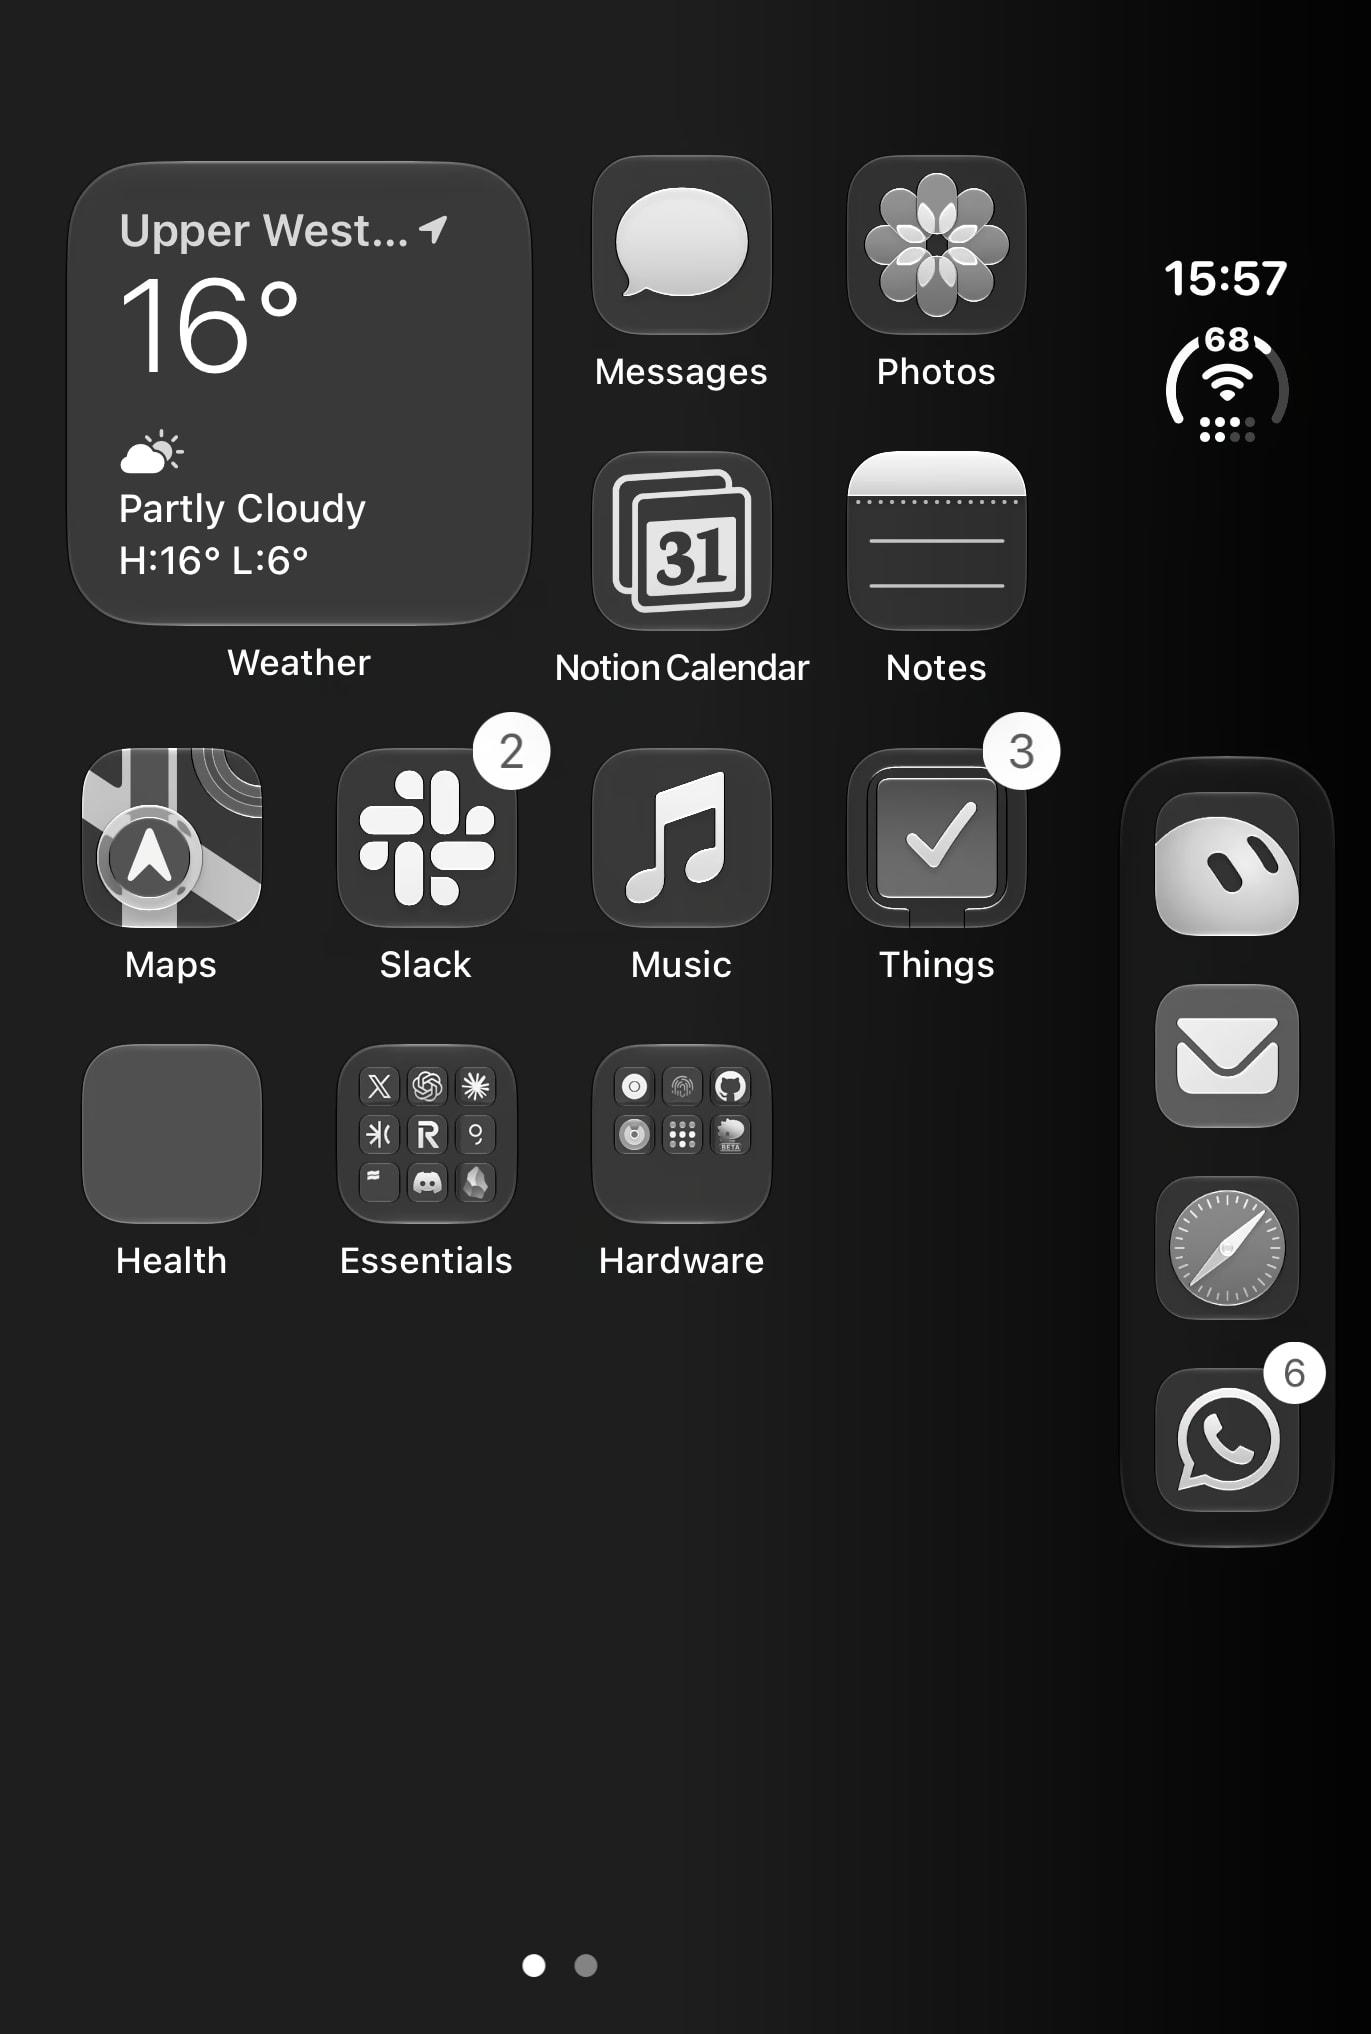 Upper West...
16°
Partly Cloudy
H:16° L:6°
Weather
Messages
Photos
15:57
68
31
Notion Calendar
Notes
2
3
Maps
Slack
Music
Things
BETA
Health
Essentials
Hardware
6